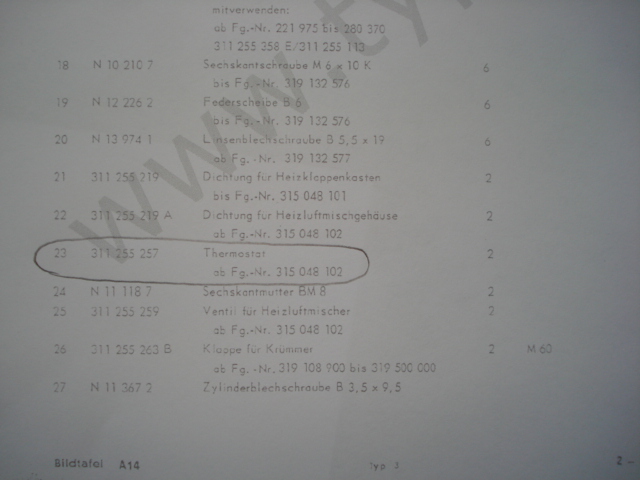 mitverwenden:
ab Fg.-Nr. 221 975 bis 280 370
311 255 358 E/311 255 113
18 N 10 210 7 Sechskantschraube M 6 x 10 K 6
bis Fg.-Nr. 319 132 576
19 N 12 226 2 Federscheibe B 6 6
bis Fg.-Nr. 319 132 576
20 N 13 974 1 Linsenblechschraube B 5,5 x 19 6
ab Fg.-Nr. 319 132 577
21 311 255 219 Dichtung für Heizklappenkasten 2
bis Fg.-Nr. 315 048 101
22 311 255 219 A Dichtung für Heizluftmischgehäuse 2
ab Fg.-Nr. 315 048 102
23 311 255 257 Thermostat 2
ab Fg.-Nr. 315 048 102
24 N 11 118 7 Sechskantmutter BM 8 2
25 311 255 259 Ventil für Heizluftmischer 2
ab Fg.-Nr. 315 048 102
26 311 255 263 B Klappe für Krümmer 2 M 60
ab Fg.-Nr. 319 108 900 bis 319 500 000
27 N 11 367 2 Zylinderblechschraube B 3,5 x 9,5
Bildtafel A14 Typ 3 2 –
www.ty